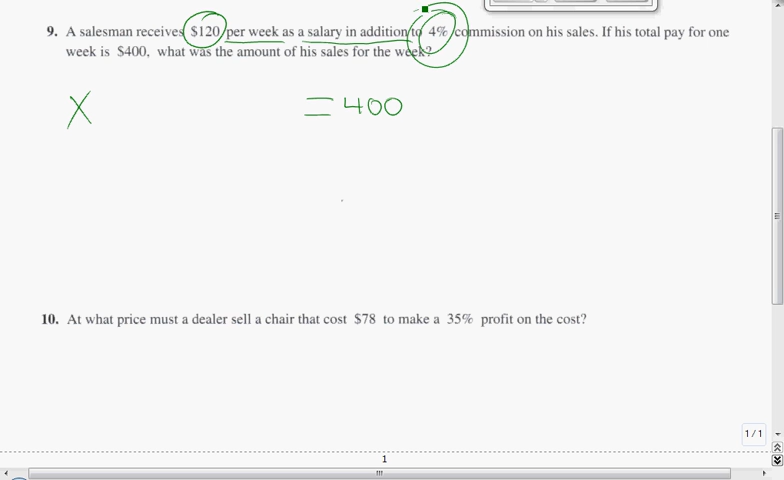 9. A salesman receives $120 per week as a salary in addition to 4% commission on his sales. If his total pay for one
week is $400, what was the amount of his sales for the week?
X = 400
10. At what price must a dealer sell a chair that cost $78 to make a 35% profit on the cost?
1 / 1
1